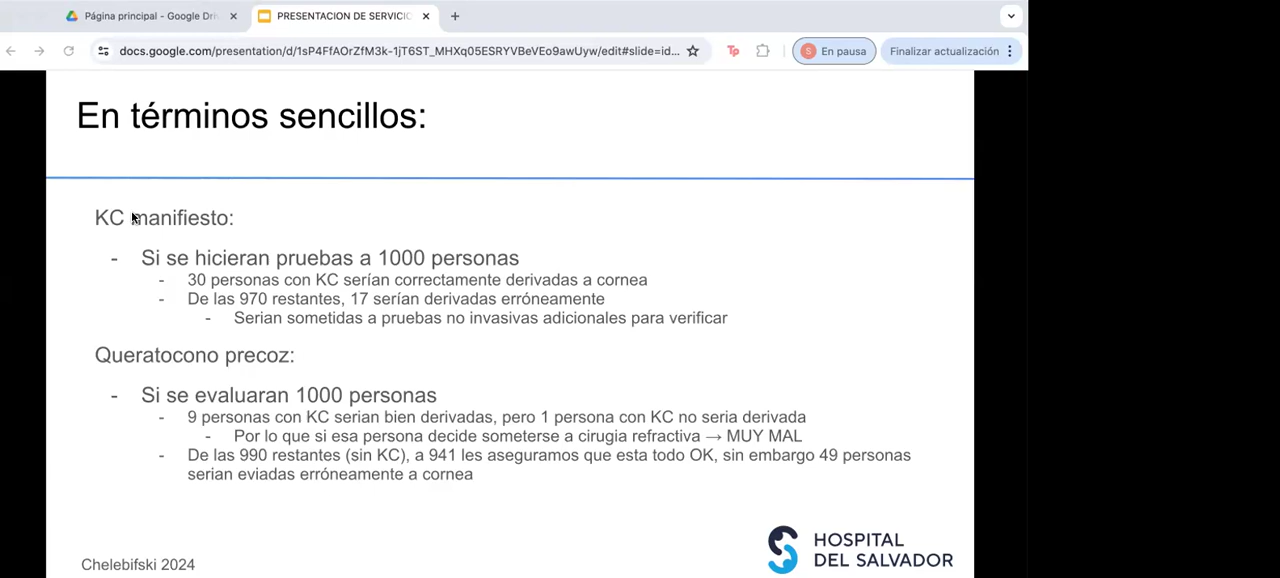 Página principal - Google Dri
PRESENTACION DE SERVICIO
docs.google.com/presentation/d/1sP4FfAOrZfM3k-1jT6ST_MHXq05ESRYVBeVEo9awUyw/edit#slide=id...
Tp
S En pausa
Finalizar actualización
En términos sencillos:
KC manifiesto:
- Si se hicieran pruebas a 1000 personas
- 30 personas con KC serían correctamente derivadas a cornea
- De las 970 restantes, 17 serían derivadas erróneamente
- Serian sometidas a pruebas no invasivas adicionales para verificar
Queratocono precoz:
- Si se evaluaran 1000 personas
- 9 personas con KC serian bien derivadas, pero 1 persona con KC no seria derivada
- Por lo que si esa persona decide someterse a cirugia refractiva → MUY MAL
- De las 990 restantes (sin KC), a 941 les aseguramos que esta todo OK, sin embargo 49 personas
serian eviadas erróneamente a cornea
HOSPITAL
DEL SALVADOR
Chelebifski 2024